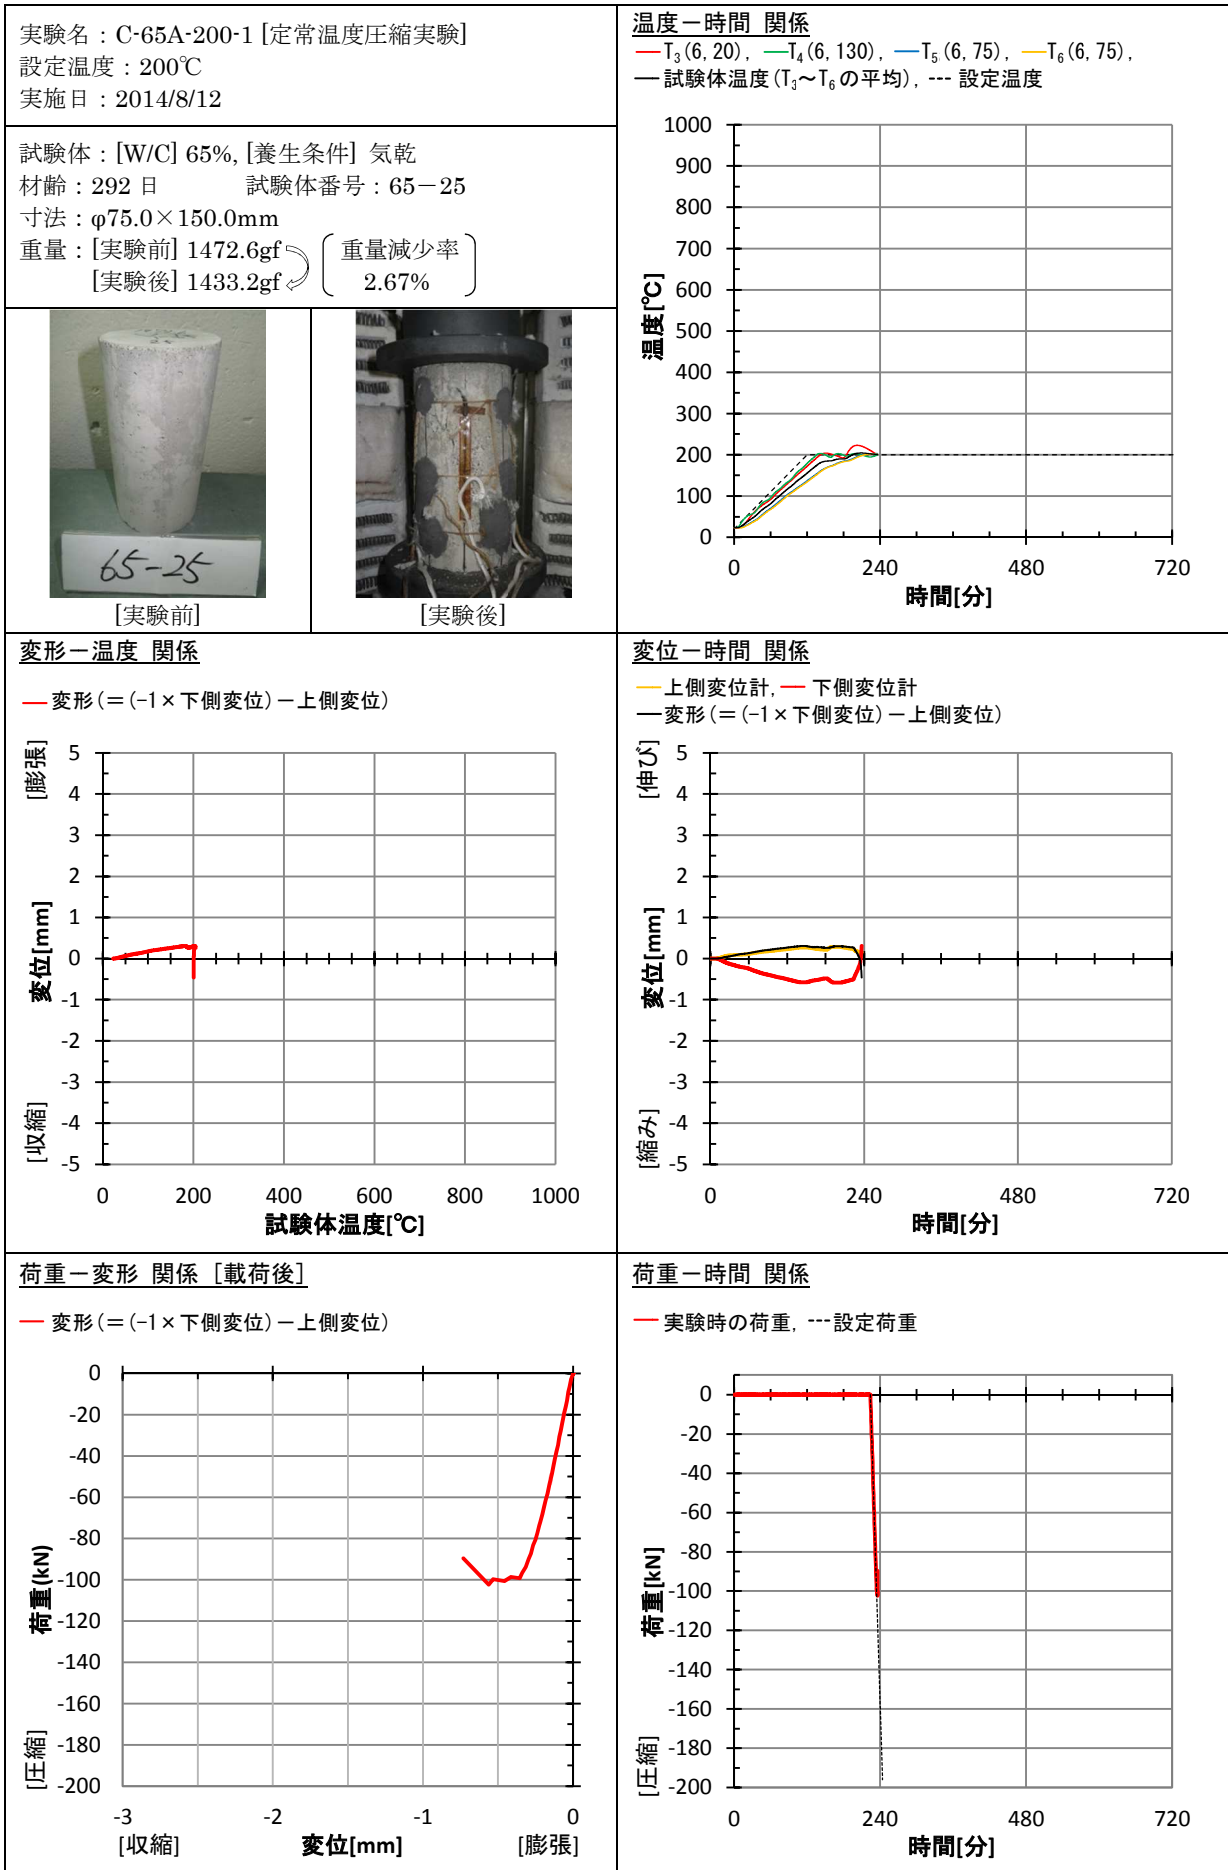 実験名：C-65A-200-1 [定常温度圧縮実験]
設定温度：200℃
実施日：2014/8/12
試験体：[W/C] 65%, [養生条件] 気乾
材齢：292 日 試験体番号：65－25
寸法：φ75.0×150.0mm
重量：[実験前] 1472.6gf
[実験後] 1433.2gf
重量減少率
2.67%
65-25
[実験前]
[実験後]
温度－時間 関係
T3(6, 20), T4(6, 130), T5(6, 75), T6(6, 75),
試験体温度(T3～T6の平均), --- 設定温度
1000
900
800
700
600
500
400
300
200
100
0
温度[℃]
0 240 480 720
時間[分]
変形－温度 関係
変形(＝(-1×下側変位)－上側変位)
[膨張]
5
4
3
2
1
0
-1
-2
-3
-4
-5
変位[mm]
[収縮]
0 200 400 600 800 1000
試験体温度[℃]
変位－時間 関係
上側変位計, 下側変位計
変形(＝(-1×下側変位)－上側変位)
[伸び]
5
4
3
2
1
0
-1
-2
-3
-4
-5
変位[mm]
[縮み]
0 240 480 720
時間[分]
荷重－変形 関係 [載荷後]
変形(＝(-1×下側変位)－上側変位)
0
-20
-40
-60
-80
-100
-120
-140
-160
-180
-200
荷重(kN)
[圧縮]
-3 -2 -1 0
[収縮] 変位[mm] [膨張]
荷重－時間 関係
実験時の荷重, ---設定荷重
0
-20
-40
-60
-80
-100
-120
-140
-160
-180
-200
荷重[kN]
[圧縮]
0 240 480 720
時間[分]